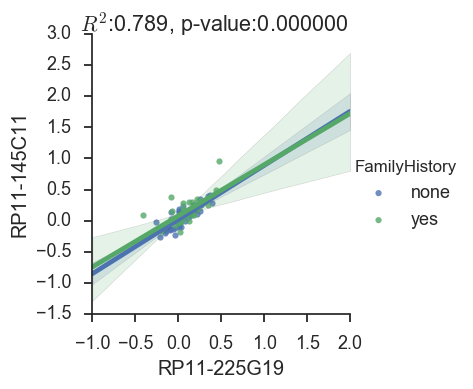 R²:0.789, p-value:0.000000
3.0
2.5
2.0
1.5
1.0
0.5
0.0
−0.5
−1.0
−1.5
RP11-145C11
−1.0 −0.5 0.0 0.5 1.0 1.5 2.0
RP11-225G19
FamilyHistory
none
yes